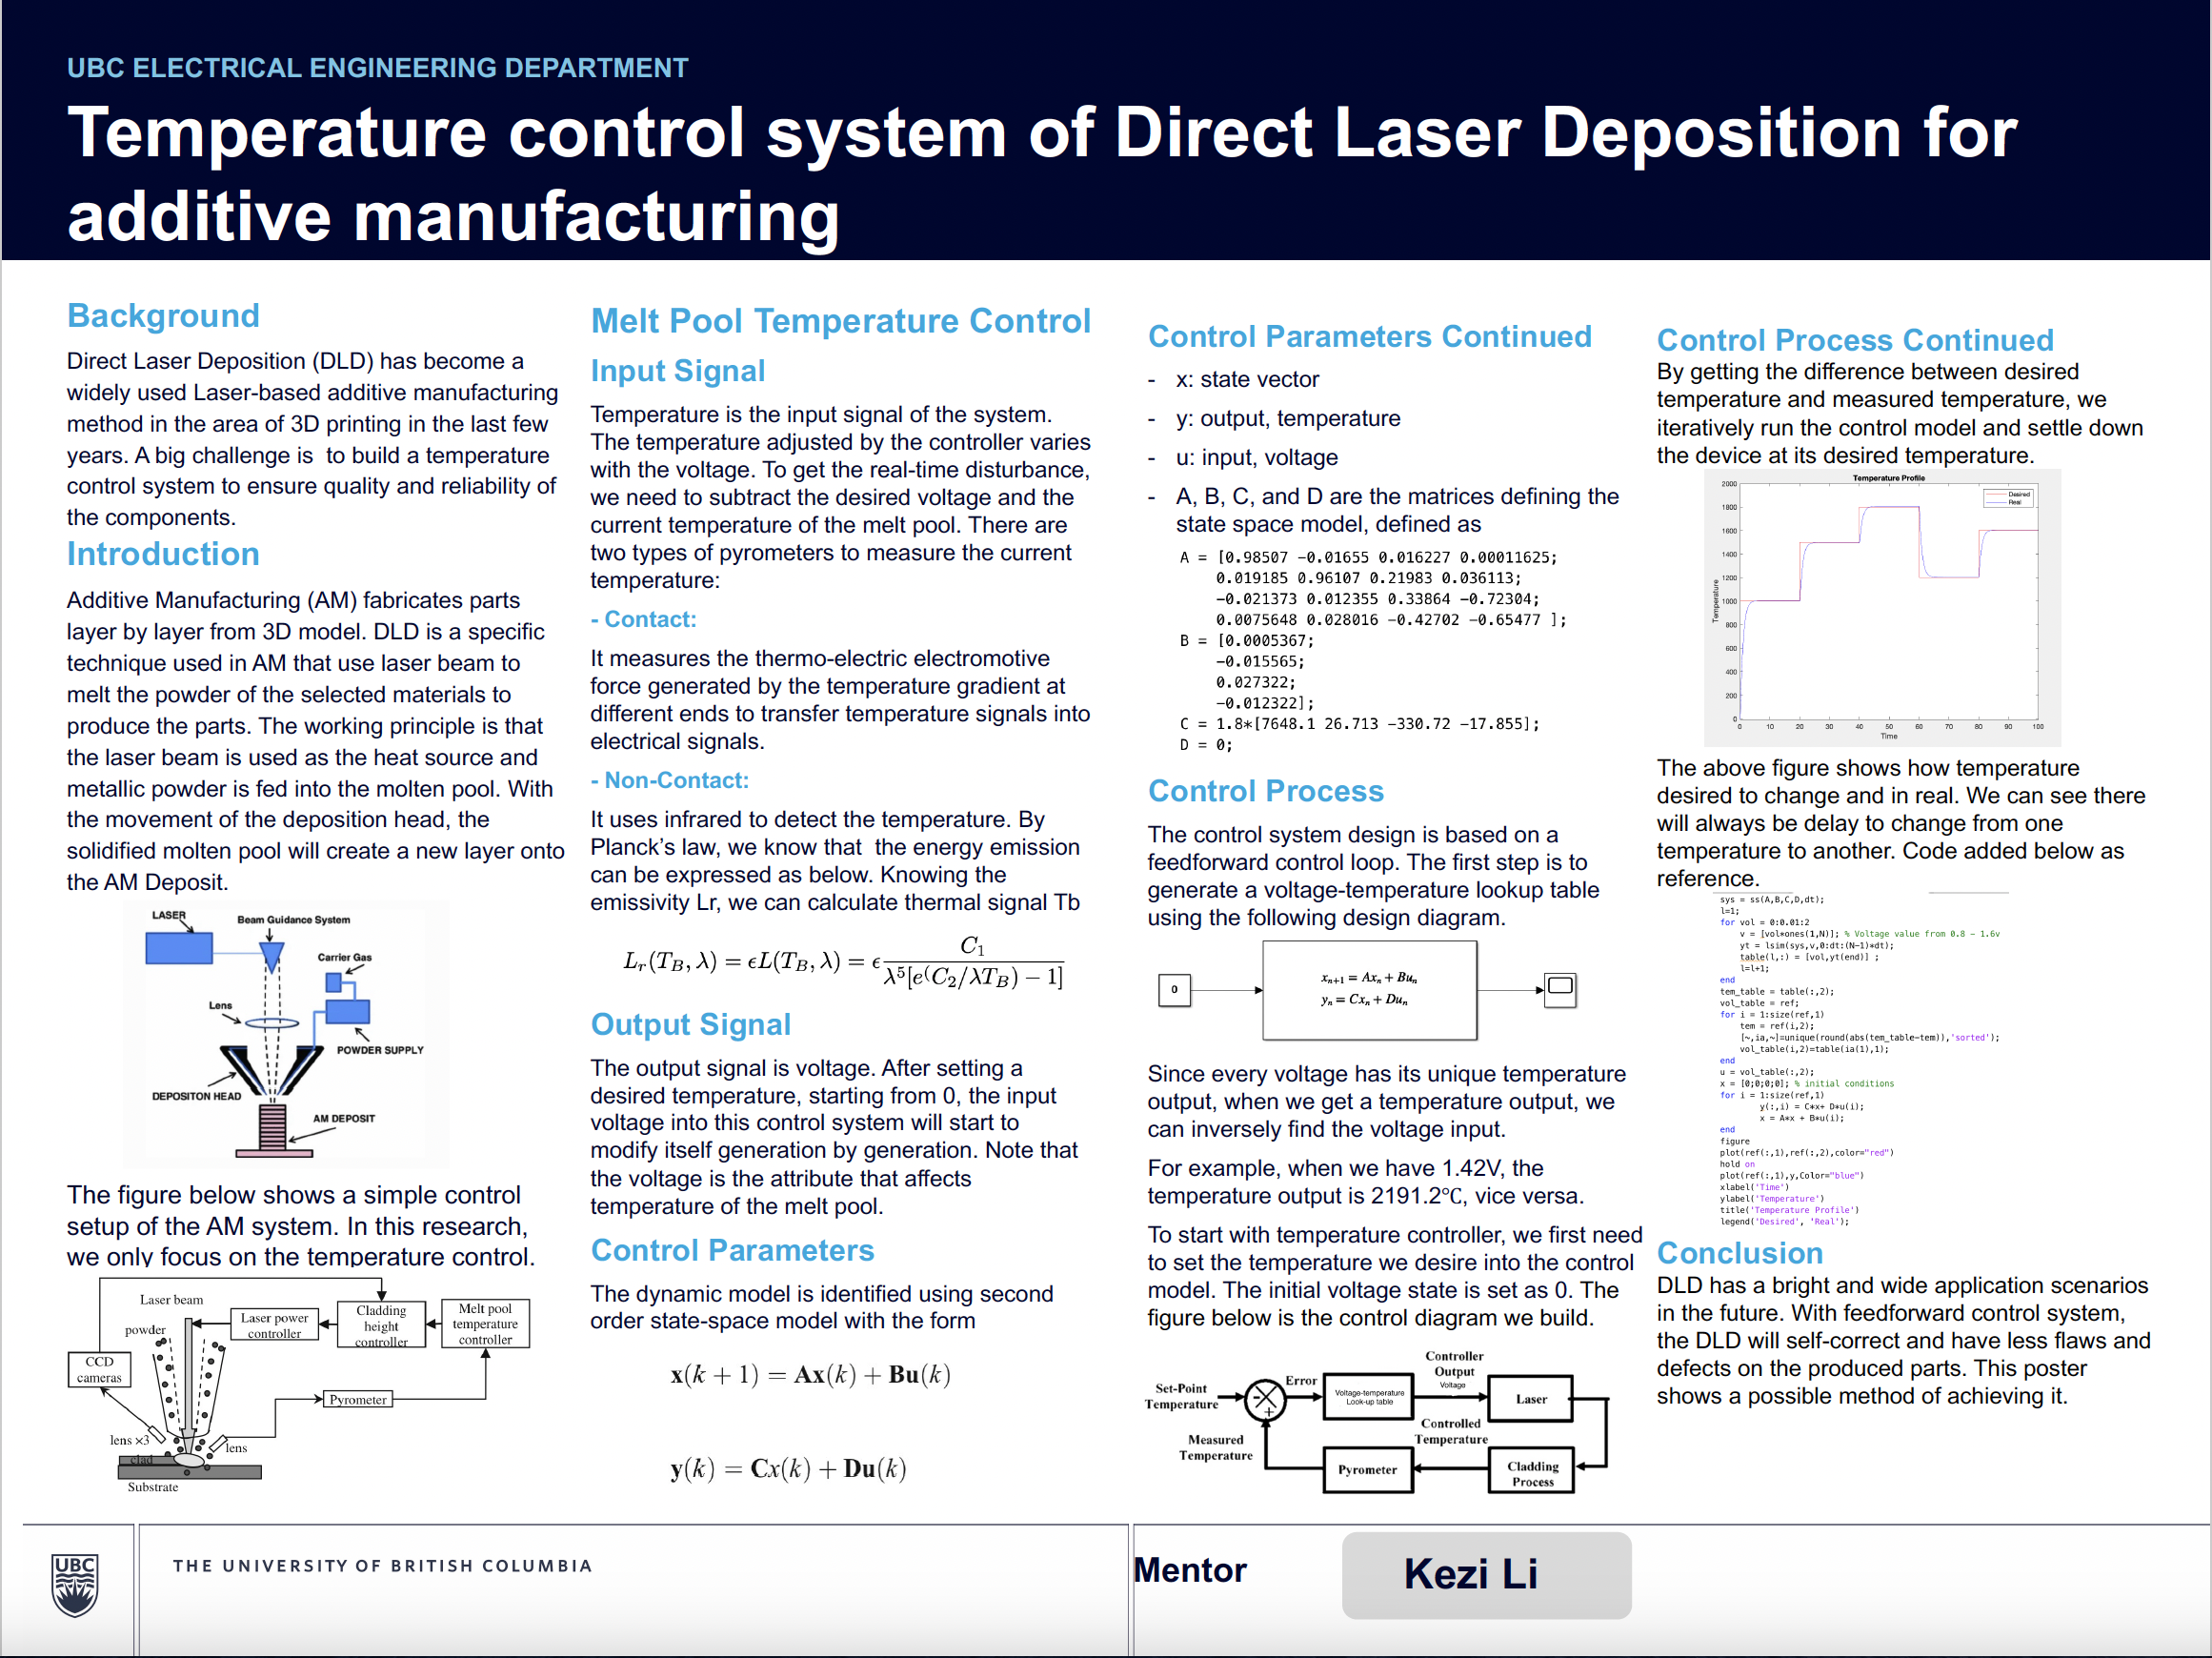 UBC ELECTRICAL ENGINEERING DEPARTMENT
Temperature control system of Direct Laser Deposition for
additive manufacturing
Background
Direct Laser Deposition (DLD) has become a
widely used Laser-based additive manufacturing
method in the area of 3D printing in the last few
years. A big challenge is  to build a temperature
control system to ensure quality and reliability of
the components.
Introduction
Additive Manufacturing (AM) fabricates parts
layer by layer from 3D model. DLD is a specific
technique used in AM that use laser beam to
melt the powder of the selected materials to
produce the parts. The working principle is that
the laser beam is used as the heat source and
metallic powder is fed into the molten pool. With
the movement of the deposition head, the
solidified molten pool will create a new layer onto
the AM Deposit.
LASER
Beam Guidance System
Carrier Gas
Lens
POWDER SUPPLY
DEPOSITON HEAD
AM DEPOSIT
The figure below shows a simple control
setup of the AM system. In this research,
we only focus on the temperature control.
Laser beam
powder
Laser power
controller
Cladding
height
controller
Melt pool
temperature
controller
CCD
cameras
Pyrometer
lens ×3
lens
clad
Substrate
Melt Pool Temperature Control
Input Signal
Temperature is the input signal of the system.
The temperature adjusted by the controller varies
with the voltage. To get the real-time disturbance,
we need to subtract the desired voltage and the
current temperature of the melt pool. There are
two types of pyrometers to measure the current
temperature:
- Contact:
It measures the thermo-electric electromotive
force generated by the temperature gradient at
different ends to transfer temperature signals into
electrical signals.
- Non-Contact:
It uses infrared to detect the temperature. By
Planck's law, we know that  the energy emission
can be expressed as below. Knowing the
emissivity Lr, we can calculate thermal signal Tb
L_r(T_B, λ) = ϵL(T_B, λ) = ϵ C_1 / λ^5[e^(C_2/λT_B) − 1]
Output Signal
The output signal is voltage. After setting a
desired temperature, starting from 0, the input
voltage into this control system will start to
modify itself generation by generation. Note that
the voltage is the attribute that affects
temperature of the melt pool.
Control Parameters
The dynamic model is identified using second
order state-space model with the form
x(k + 1) = Ax(k) + Bu(k)
y(k) = Cx(k) + Du(k)
Control Parameters Continued
- x: state vector
- y: output, temperature
- u: input, voltage
- A, B, C, and D are the matrices defining the
state space model, defined as
A = [0.98507 -0.01655 0.016227 0.00011625;
0.019185 0.96107 0.21983 0.036113;
-0.021373 0.012355 0.33864 -0.72304;
0.0075648 0.028016 -0.42702 -0.65477 ];
B = [0.0005367;
-0.015565;
0.027322;
-0.012322];
C = 1.8*[7648.1 26.713 -330.72 -17.855];
D = 0;
Control Process
The control system design is based on a
feedforward control loop. The first step is to
generate a voltage-temperature lookup table
using the following design diagram.
0
x_{n+1} = Ax_n + Bu_n
y_n = Cx_n + Du_n
Since every voltage has its unique temperature
output, when we get a temperature output, we
can inversely find the voltage input.
For example, when we have 1.42V, the
temperature output is 2191.2℃, vice versa.
To start with temperature controller, we first need
to set the temperature we desire into the control
model. The initial voltage state is set as 0. The
figure below is the control diagram we build.
Set-Point
Temperature
Error
+
Voltage-temperature
Look-up table
Controller
Output
Voltage
Laser
Controlled
Temperature
Measured
Temperature
Pyrometer
Cladding
Process
Control Process Continued
By getting the difference between desired
temperature and measured temperature, we
iteratively run the control model and settle down
the device at its desired temperature.
Temperature Profile
Desired
Real
2000
1800
1600
1400
1200
1000
800
600
400
200
0
Temperature
0 10 20 30 40 50 60 70 80 90 100
Time
The above figure shows how temperature
desired to change and in real. We can see there
will always be delay to change from one
temperature to another. Code added below as
reference.
sys = ss(A,B,C,D,dt);
l=1;
for vol = 0:0.01:2
v = [vol*ones(1,N)]; % Voltage value from 0.8 - 1.6v
yt = lsim(sys,v,0:dt:(N-1)*dt);
table(l,:) = [vol,yt(end)] ;
l=l+1;
end
tem_table = table(:,2);
vol_table = ref;
for i = 1:size(ref,1)
tem = ref(i,2);
[~,ia,~]=unique(round(abs(tem_table-tem)),'sorted');
vol_table(i,2)=table(ia(1),1);
end
u = vol_table(:,2);
x = [0;0;0;0]; % initial conditions
for i = 1:size(ref,1)
y(:,i) = C*x+ D*u(i);
x = A*x + B*u(i);
end
figure
plot(ref(:,1),ref(:,2),color="red")
hold on
plot(ref(:,1),y,Color="blue")
xlabel('Time')
ylabel('Temperature')
title('Temperature Profile')
legend('Desired', 'Real');
Conclusion
DLD has a bright and wide application scenarios
in the future. With feedforward control system,
the DLD will self-correct and have less flaws and
defects on the produced parts. This poster
shows a possible method of achieving it.
UBC
THE UNIVERSITY OF BRITISH COLUMBIA
Mentor
Kezi Li